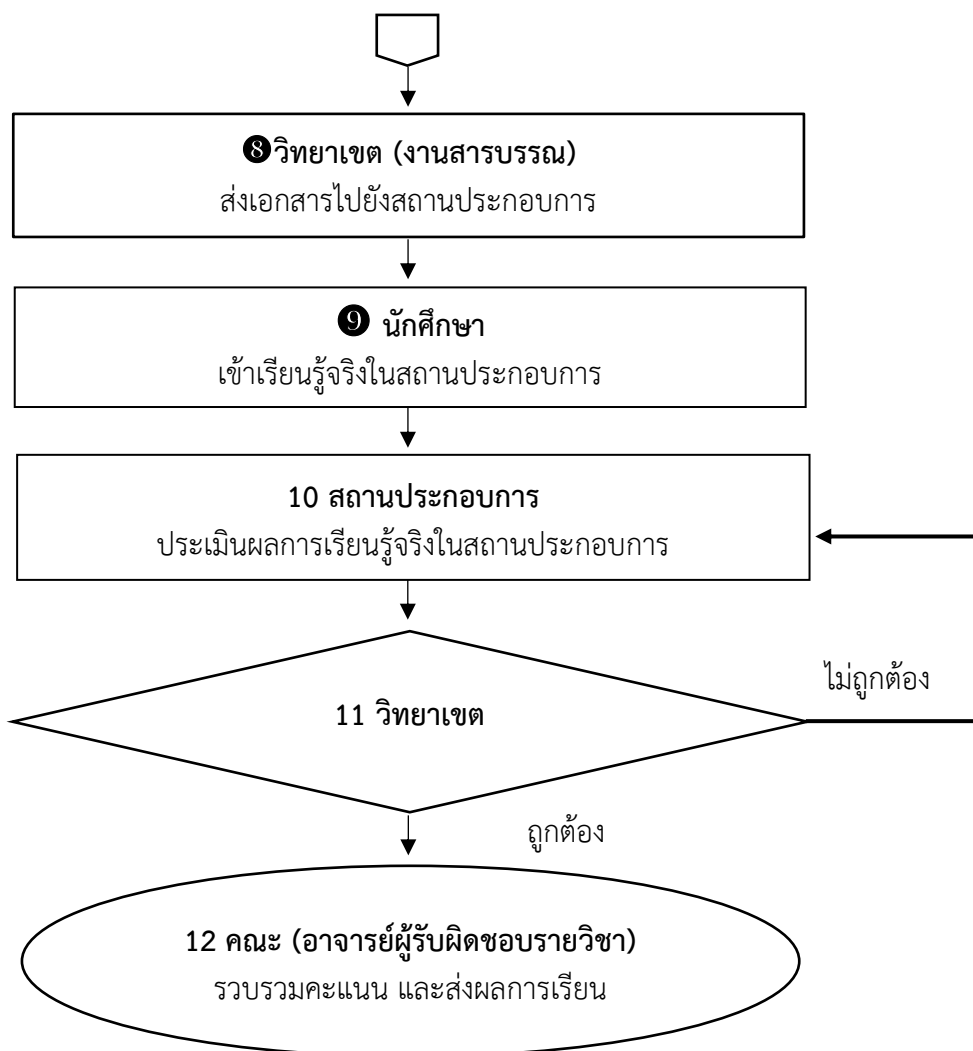 ❽วิทยาเขต (งานสารบรรณ)
ส่งเอกสารไปยังสถานประกอบการ
❾ นักศึกษา
เข้าเรียนรู้จริงในสถานประกอบการ
10 สถานประกอบการ
ประเมินผลการเรียนรู้จริงในสถานประกอบการ
ไม่ถูกต้อง
11 วิทยาเขต
ถูกต้อง
12 คณะ (อาจารย์ผู้รับผิดชอบรายวิชา)
รวบรวมคะแนน และส่งผลการเรียน